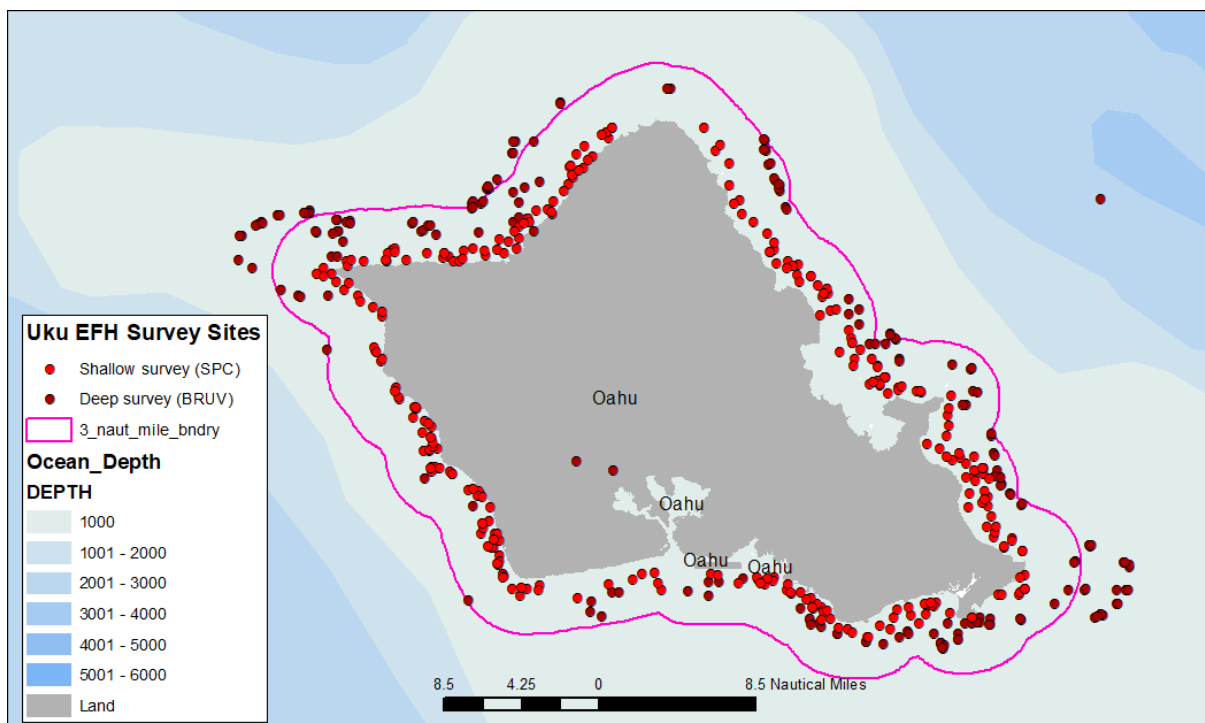 Uku EFH Survey Sites
Shallow survey (SPC)
Deep survey (BRUV)
3_naut_mile_bndry
Ocean_Depth
DEPTH
1000
1001 - 2000
2001 - 3000
3001 - 4000
4001 - 5000
5001 - 6000
Land
Oahu
Oahu
Oahu
Oahu
8.5 4.25 0 8.5 Nautical Miles